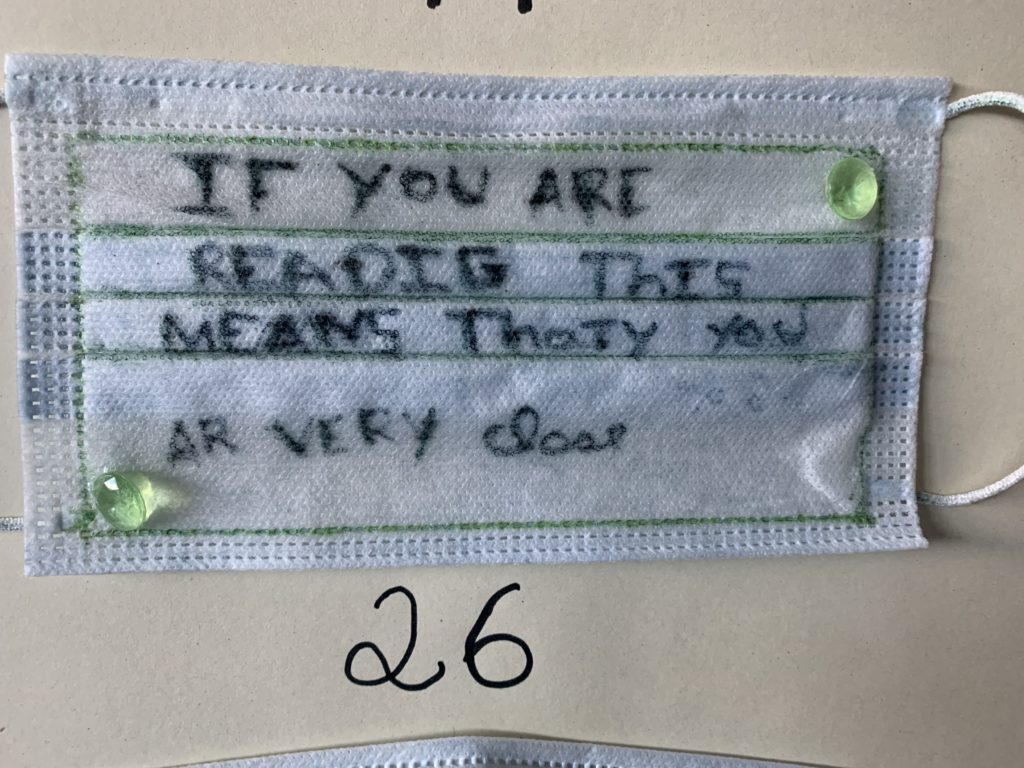 IF YOU ARE
READIG ThIS
MEANS ThaTY YOU
AR VERY close
26